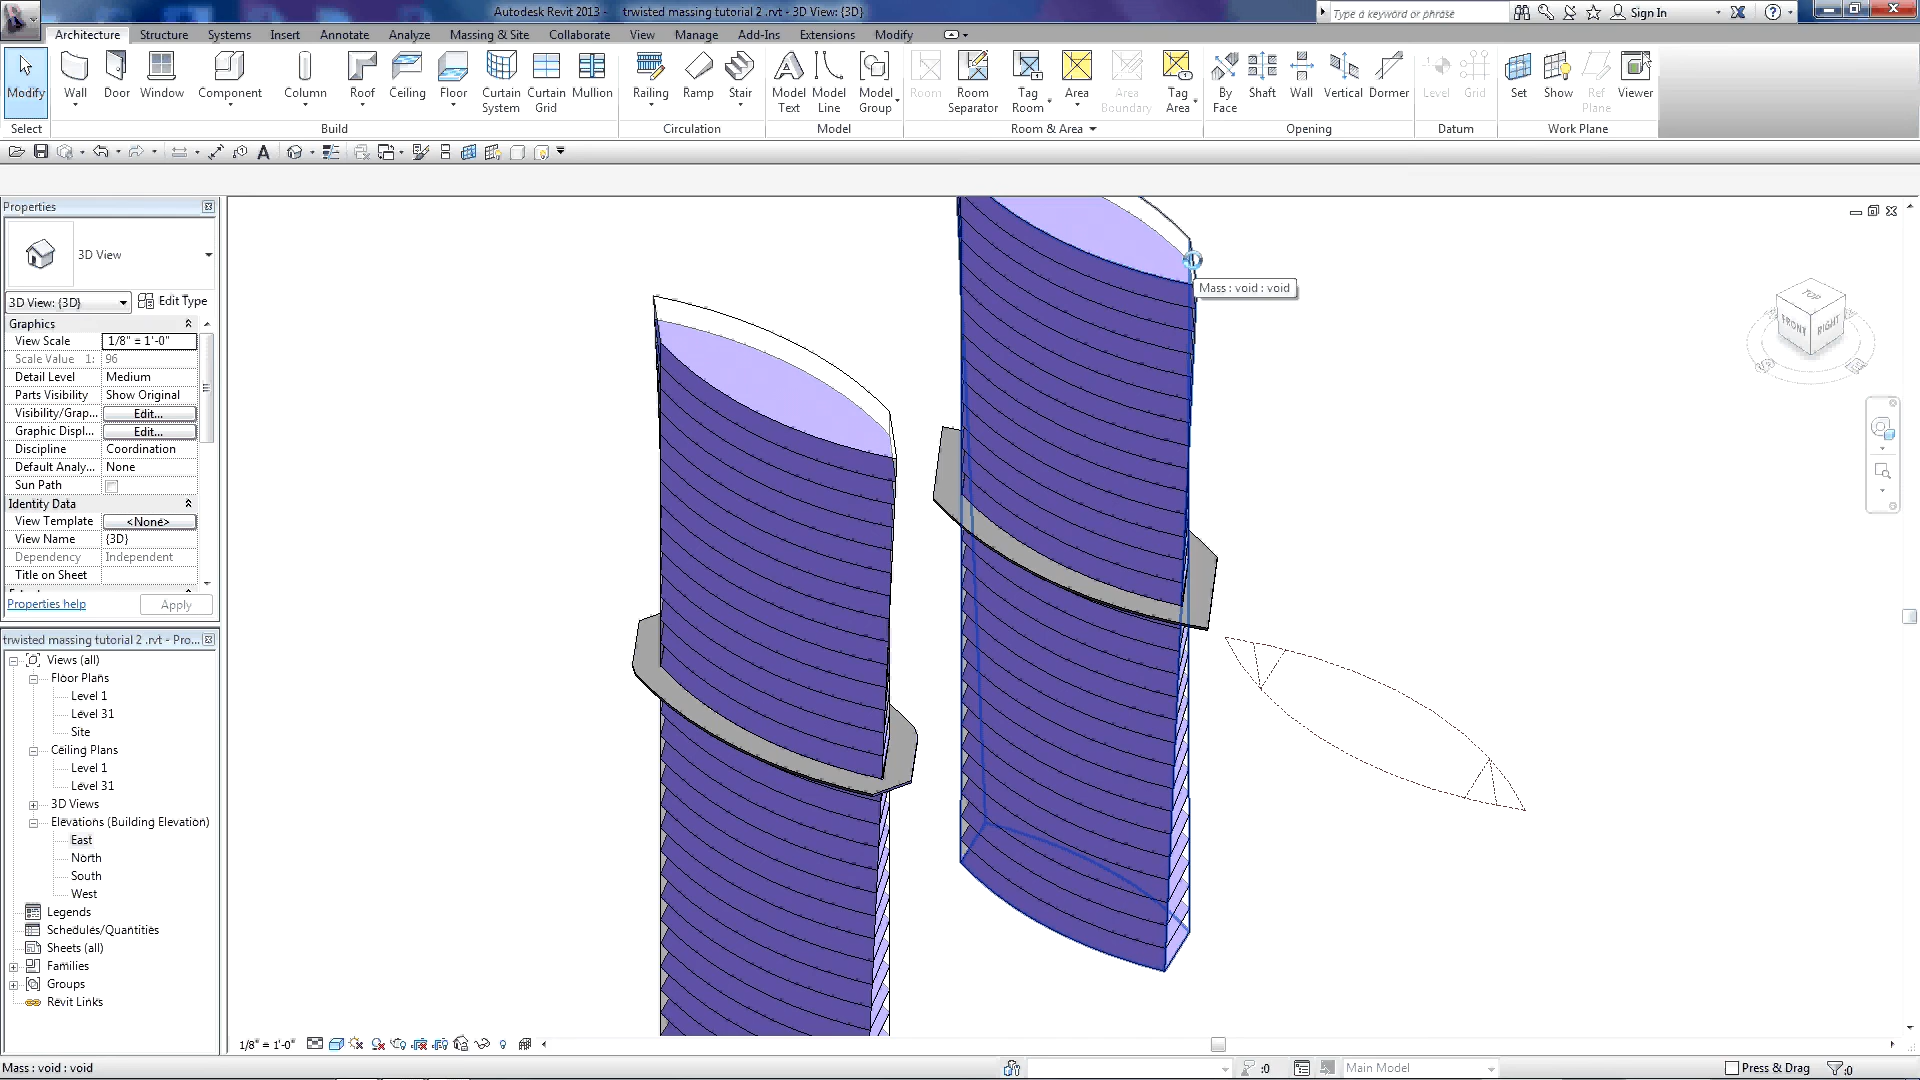 Autodesk Revit 2013 -    trwisted massing tutorial 2 .rvt - 3D View: {3D}
Type a keyword or phrase
Sign In
Architecture Structure Systems Insert Annotate Analyze Massing & Site Collaborate View Manage Add-Ins Extensions Modify
Modify Wall Door Window Component Column Roof Ceiling Floor Curtain System Curtain Grid Mullion Railing Ramp Stair Model Text Model Line Model Group Room Room Separator Tag Room Area Area Boundary Tag Area By Face Shaft Wall Vertical Dormer Level Grid Set Show Ref Plane Viewer
Select Build Circulation Model Room & Area Opening Datum Work Plane
Properties
3D View
3D View: {3D} Edit Type
Graphics
View Scale 1/8" = 1'-0"
Scale Value 1: 96
Detail Level Medium
Parts Visibility Show Original
Visibility/Grap... Edit...
Graphic Displ... Edit...
Discipline Coordination
Default Analy... None
Sun Path
Identity Data
View Template <None>
View Name {3D}
Dependency Independent
Title on Sheet
Properties help Apply
trwisted massing tutorial 2 .rvt - Pro...
Views (all)
Floor Plans
Level 1
Level 31
Site
Ceiling Plans
Level 1
Level 31
3D Views
Elevations (Building Elevation)
East
North
South
West
Legends
Schedules/Quantities
Sheets (all)
Families
Groups
Revit Links
Mass : void : void
TOP
FRONT RIGHT
1/8" = 1'-0"
Mass : void : void
:0 Main Model Press & Drag :0